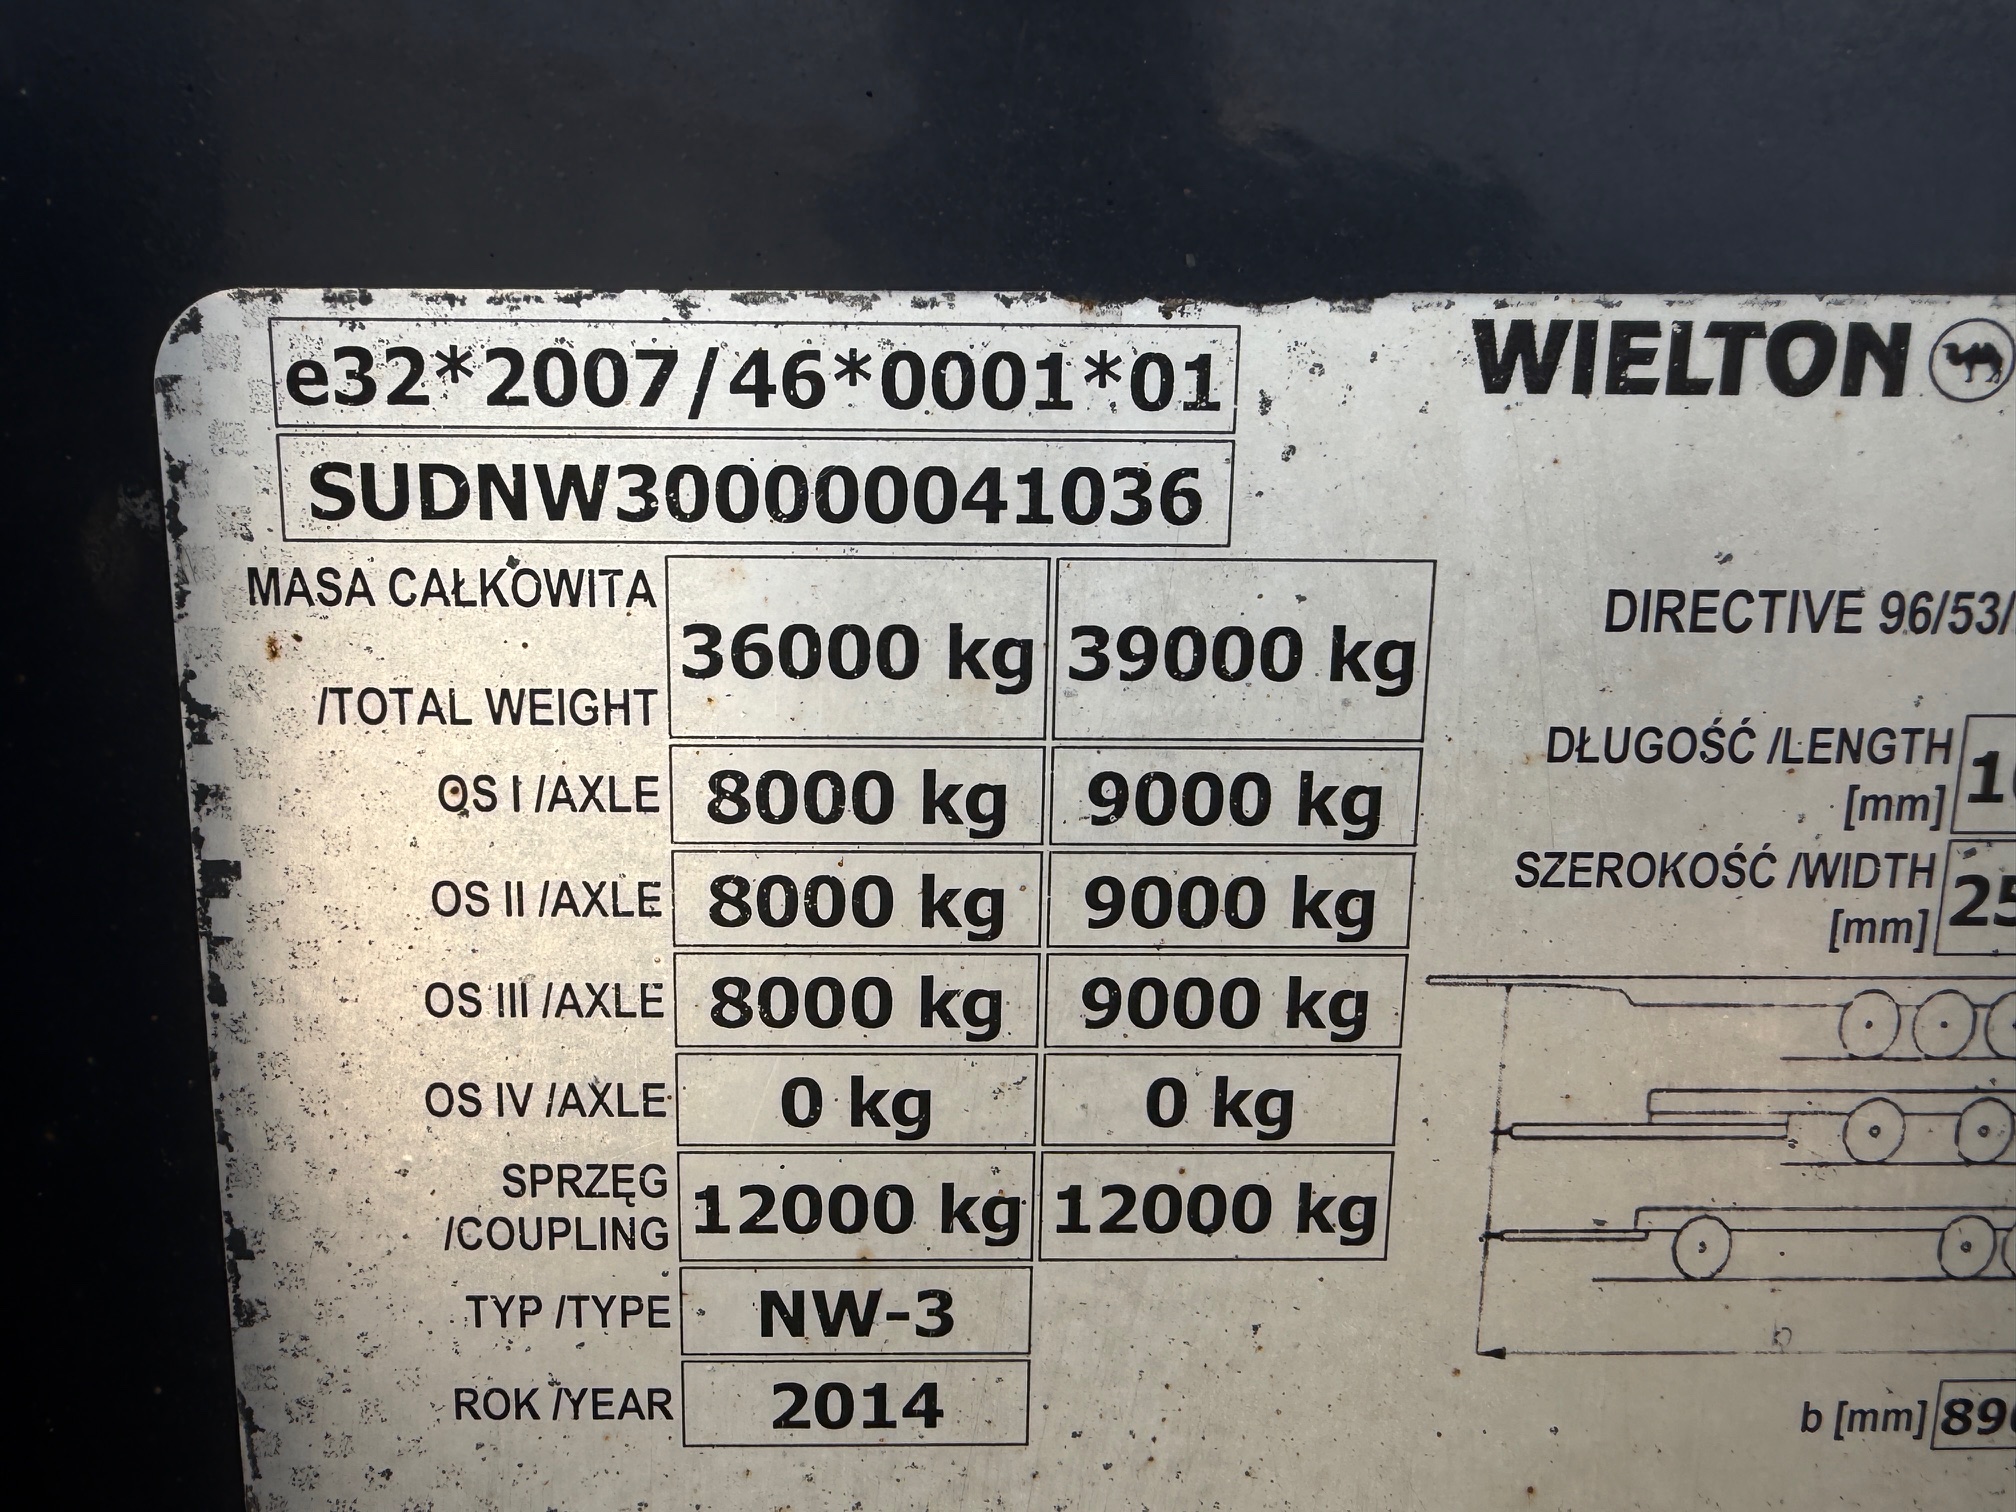 WIELTON
e32*2007/46*0001*01
SUDNW300000041036
MASA CAŁKOWITA
/TOTAL WEIGHT
36000 kg 39000 kg
OS I /AXLE 8000 kg 9000 kg
OS II /AXLE 8000 kg 9000 kg
OS III /AXLE 8000 kg 9000 kg
OS IV /AXLE 0 kg 0 kg
SPRZĘG
/COUPLING 12000 kg 12000 kg
TYP /TYPE NW-3
ROK /YEAR 2014
DIRECTIVE 96/53/
DŁUGOŚĆ /LENGTH
[mm]
SZEROKOŚĆ /WIDTH
[mm] 25
b
b [mm] 89